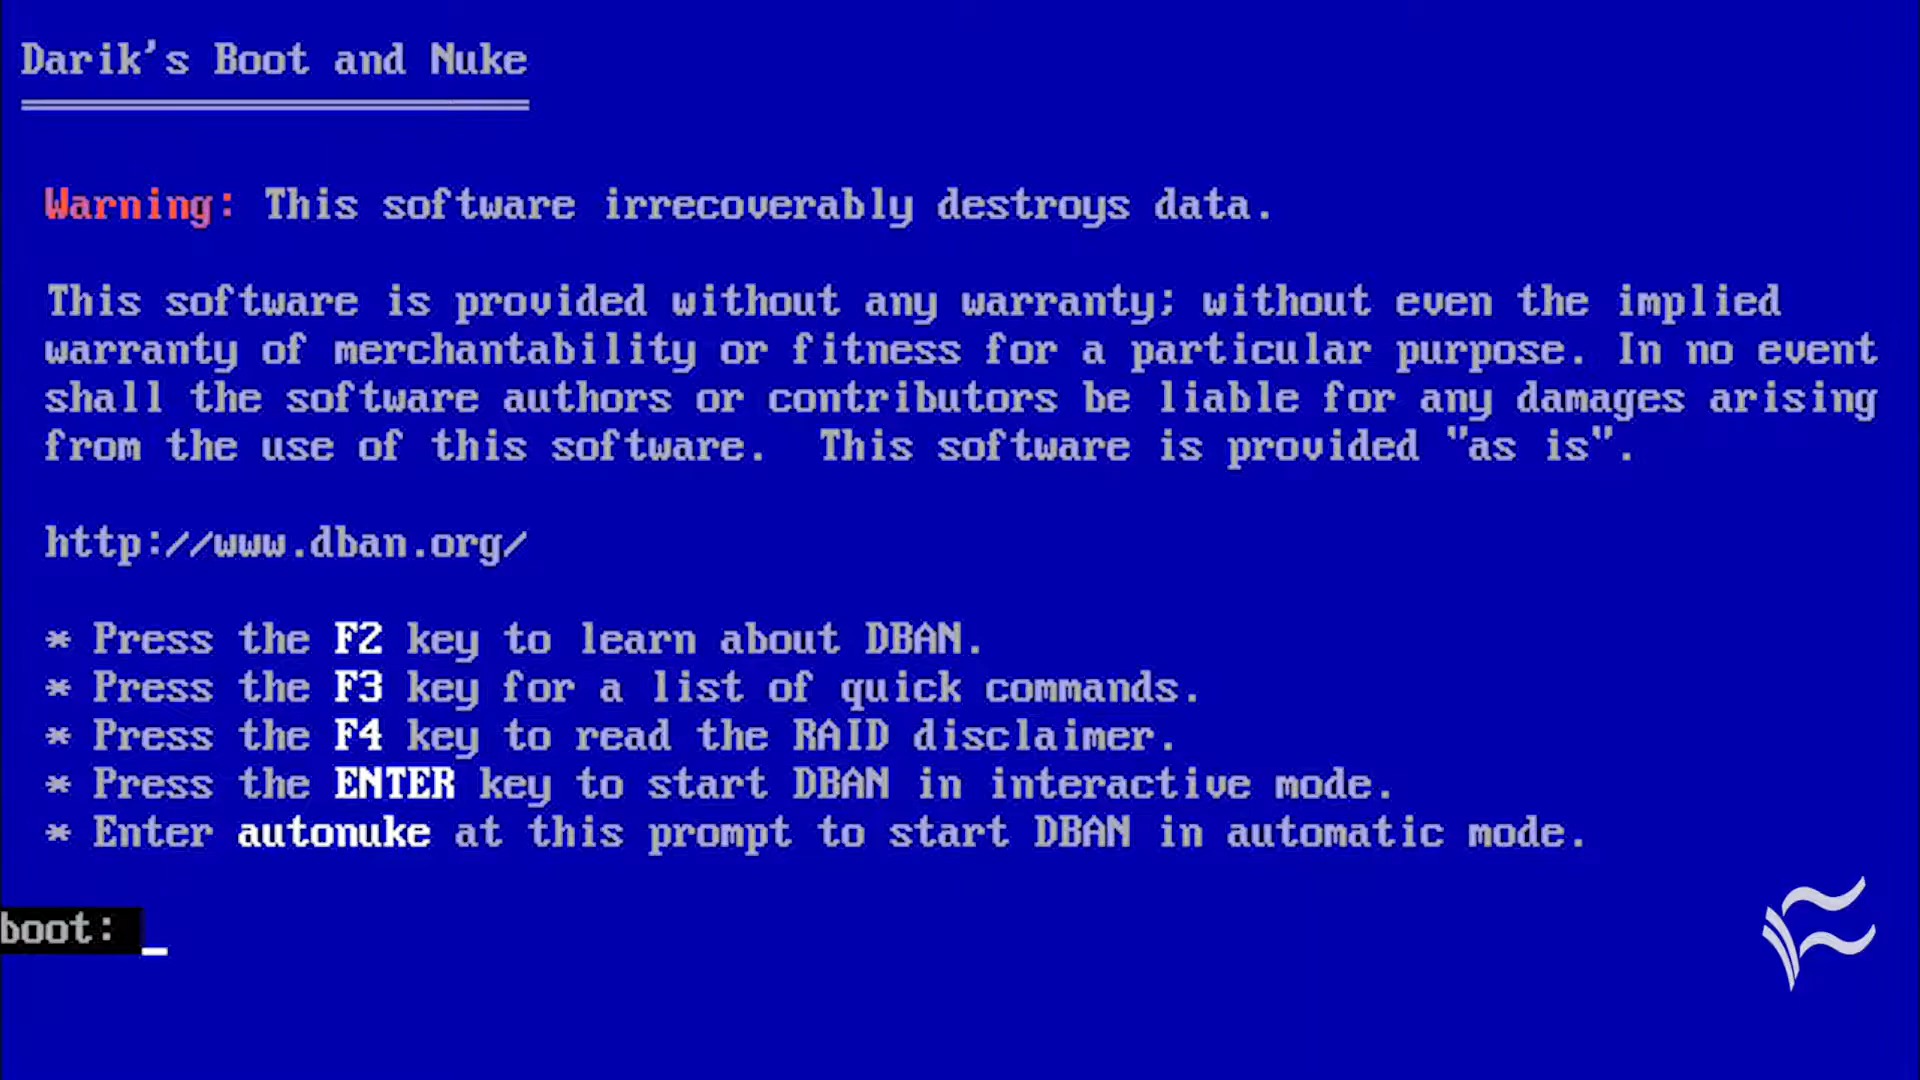 Darik's Boot and Nuke
Warning: This software irrecoverably destroys data.
This software is provided without any warranty; without even the implied
warranty of merchantability or fitness for a particular purpose. In no event
shall the software authors or contributors be liable for any damages arising
from the use of this software.  This software is provided "as is".
http://www.dban.org/
* Press the F2 key to learn about DBAN.
* Press the F3 key for a list of quick commands.
* Press the F4 key to read the RAID disclaimer.
* Press the ENTER key to start DBAN in interactive mode.
* Enter autonuke at this prompt to start DBAN in automatic mode.
boot: _